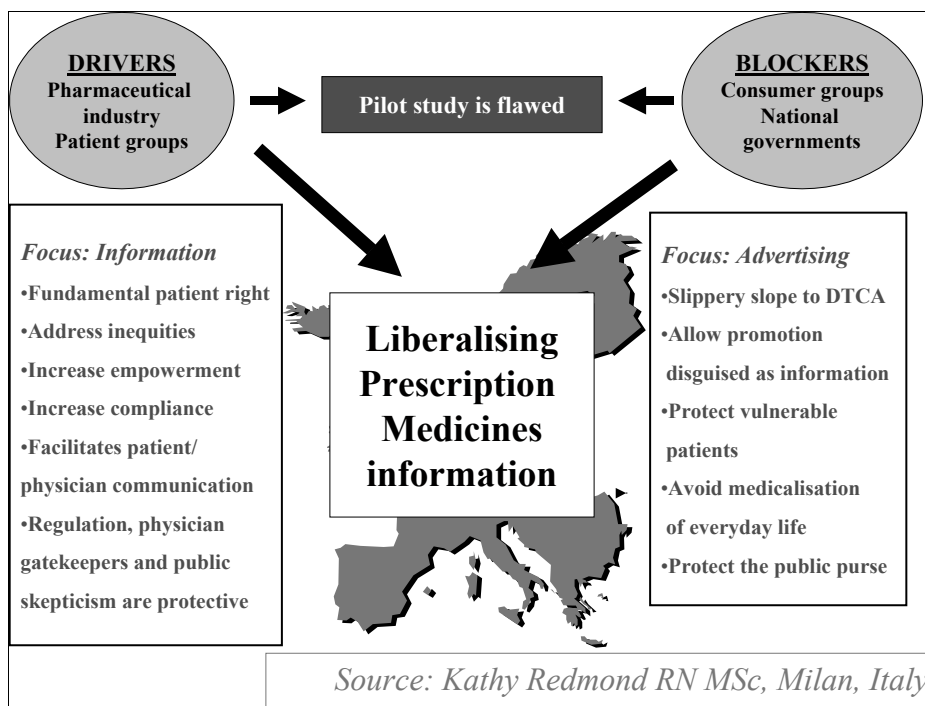 DRIVERS
Pharmaceutical
industry
Patient groups
Pilot study is flawed
BLOCKERS
Consumer groups
National
governments
Focus: Information
•Fundamental patient right
•Address inequities
•Increase empowerment
•Increase compliance
•Facilitates patient/
physician communication
•Regulation, physician
gatekeepers and public
skepticism are protective
Liberalising
Prescription
Medicines
information
Focus: Advertising
•Slippery slope to DTCA
•Allow promotion
disguised as information
•Protect vulnerable
patients
•Avoid medicalisation
of everyday life
•Protect the public purse
Source: Kathy Redmond RN MSc, Milan, Italy